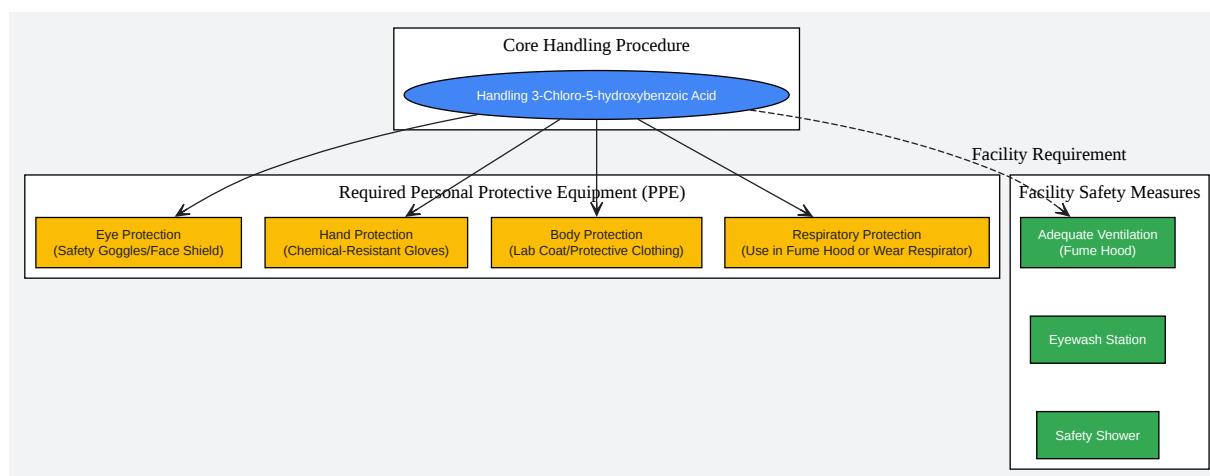 Core Handling Procedure
Handling 3-Chloro-5-hydroxybenzoic Acid
Facility Requirement
Required Personal Protective Equipment (PPE)
Facility Safety Measures
Eye Protection
(Safety Goggles/Face Shield)
Hand Protection
(Chemical-Resistant Gloves)
Body Protection
(Lab Coat/Protective Clothing)
Respiratory Protection
(Use in Fume Hood or Wear Respirator)
Adequate Ventilation
(Fume Hood)
Eyewash Station
Safety Shower